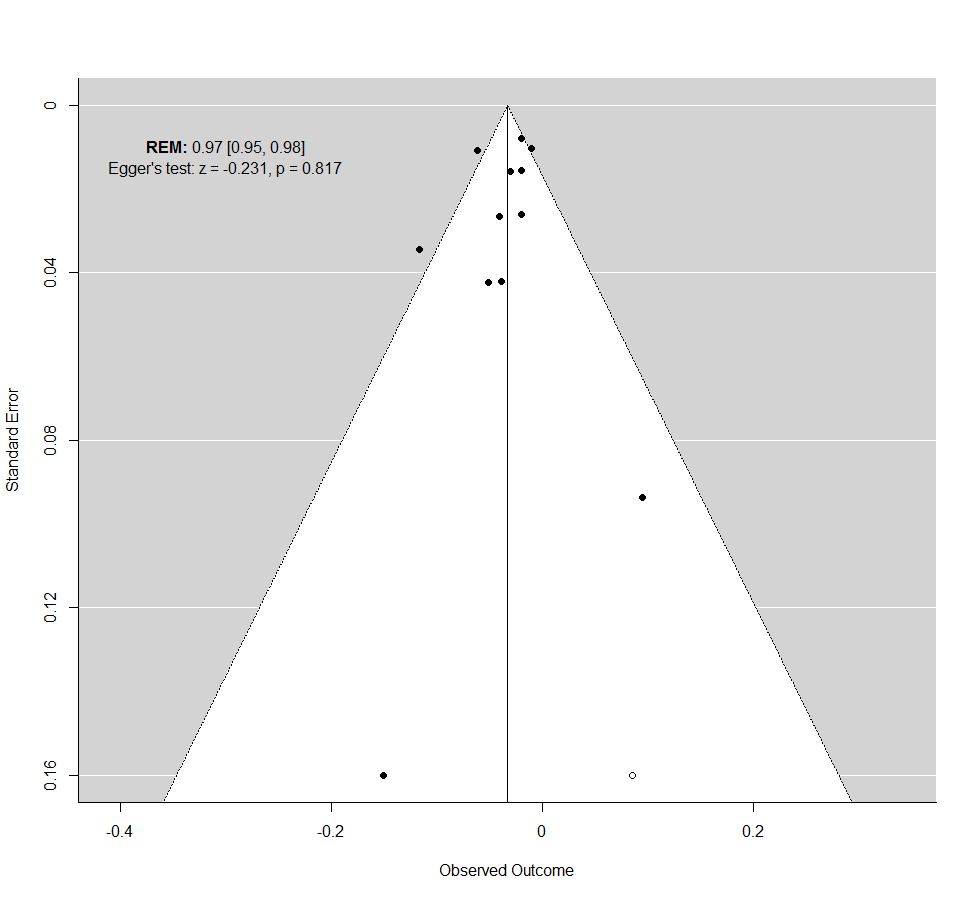 REM: 0.97 [0.95, 0.98]
Egger's test: z = -0.231, p = 0.817
0
0.04
0.08
0.12
0.16
Standard Error
-0.4
-0.2
0
0.2
Observed Outcome